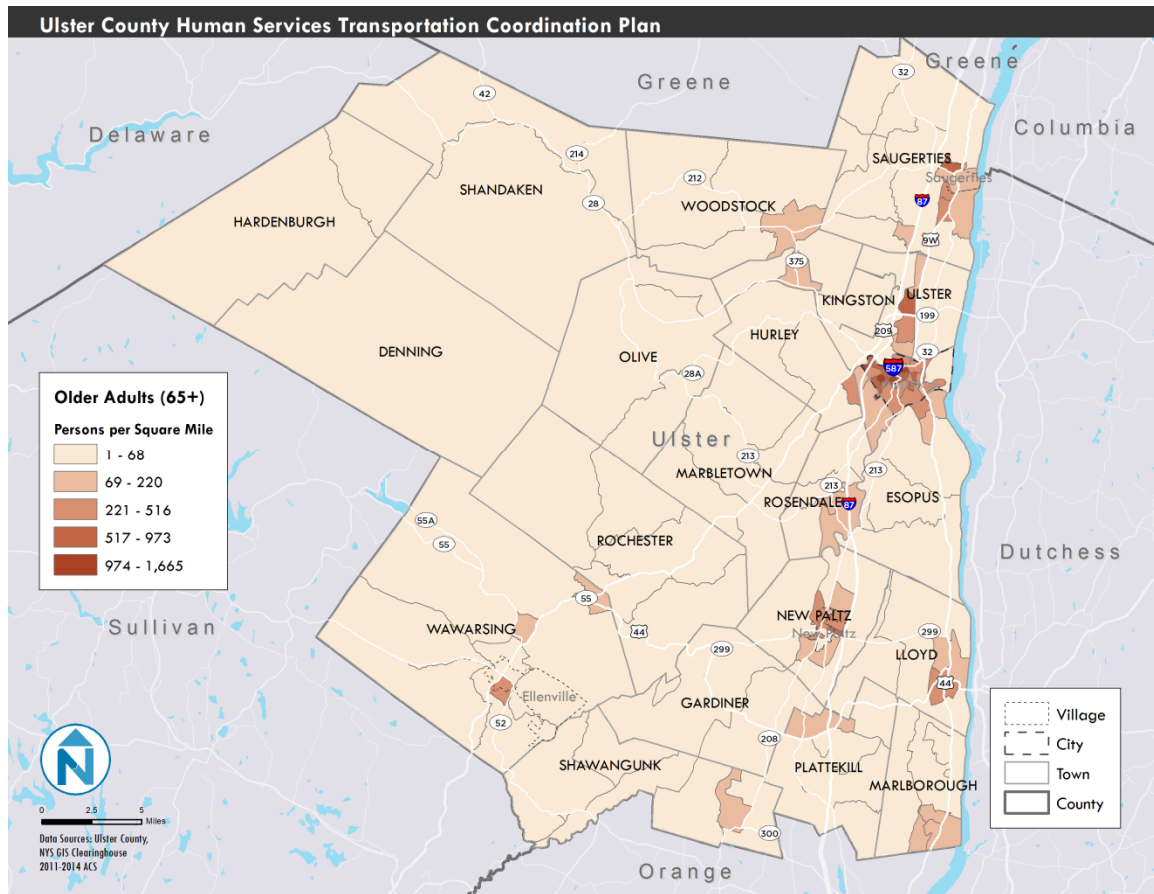 Ulster County Human Services Transportation Coordination Plan
Greene
Greene
32
42
Delaware
Columbia
214
SAUGERTIES
Saugerties
212
SHANDAKEN
28
87
WOODSTOCK
HARDENBURGH
9W
375
KINGSTON
ULSTER
199
209
HURLEY
DENNING
OLIVE
32
587
28A
Older Adults (65+)
Persons per Square Mile
1 - 68
69 - 220
221 - 516
517 - 973
974 - 1,665
Ulster
213
213
MARBLETOWN
213
ROSENDALE
87
ESOPUS
55A
55
ROCHESTER
Dutchess
55
Sullivan
WAWARSING
44
NEW PALTZ
New Paltz
299
299
LLOYD
44
Ellenville
GARDINER
52
208
SHAWANGUNK
PLATTEKILL
MARLBOROUGH
300
Orange
Village
City
Town
County
N
0 2.5 5
Miles
Data Sources: Ulster County,
NYS GIS Clearinghouse
2011-2014 ACS